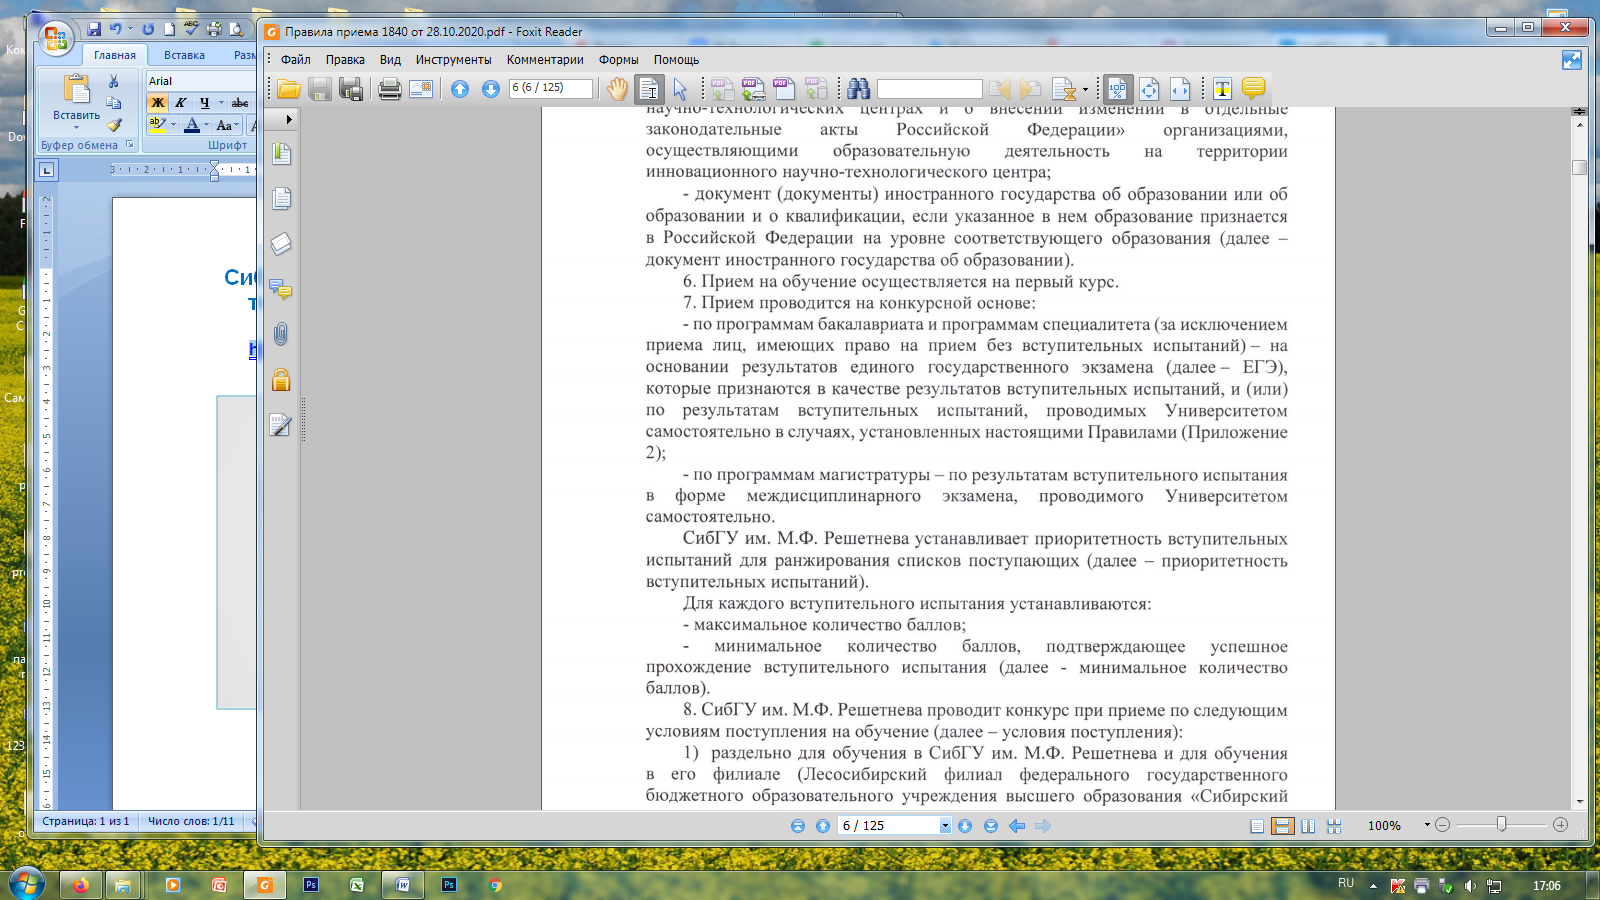 Правила приема 1840 от 28.10.2020.pdf - Foxit Reader
Файл Правка Вид Инструменты Комментарии Формы Помощь
6 (6 / 125)
Главная Вставка
Arial
Ж К Ч abc
Вставить
Буфер обмена Шрифт
научно-технологических центрах и о внесении изменений в отдельные
законодательные акты Российской Федерации» организациями,
осуществляющими образовательную деятельность на территории
инновационного научно-технологического центра;
- документ (документы) иностранного государства об образовании или об
образовании и о квалификации, если указанное в нем образование признается
в Российской Федерации на уровне соответствующего образования (далее –
документ иностранного государства об образовании).
6. Прием на обучение осуществляется на первый курс.
7. Прием проводится на конкурсной основе:
- по программам бакалавриата и программам специалитета (за исключением
приема лиц, имеющих право на прием без вступительных испытаний) – на
основании результатов единого государственного экзамена (далее – ЕГЭ),
которые признаются в качестве результатов вступительных испытаний, и (или)
по результатам вступительных испытаний, проводимых Университетом
самостоятельно в случаях, установленных настоящими Правилами (Приложение
2);
- по программам магистратуры – по результатам вступительного испытания
в форме междисциплинарного экзамена, проводимого Университетом
самостоятельно.
СибГУ им. М.Ф. Решетнева устанавливает приоритетность вступительных
испытаний для ранжирования списков поступающих (далее – приоритетность
вступительных испытаний).
Для каждого вступительного испытания устанавливаются:
- максимальное количество баллов;
- минимальное количество баллов, подтверждающее успешное
прохождение вступительного испытания (далее - минимальное количество
баллов).
8. СибГУ им. М.Ф. Решетнева проводит конкурс при приеме по следующим
условиям поступления на обучение (далее – условия поступления):
1) раздельно для обучения в СибГУ им. М.Ф. Решетнева и для обучения
в его филиале (Лесосибирский филиал федерального государственного
бюджетного образовательного учреждения высшего образования «Сибирский
6 / 125
100%
Страница: 1 из 1 Число слов: 1/11
RU
17:06